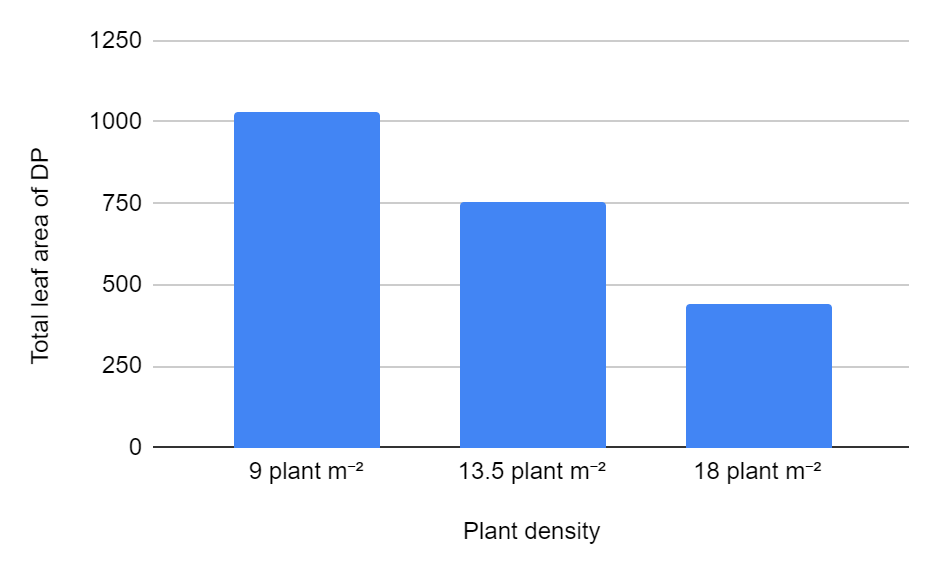 1250
1000
750
500
250
0
Total leaf area of DP
9 plant m⁻²
13.5 plant m⁻²
18 plant m⁻²
Plant density